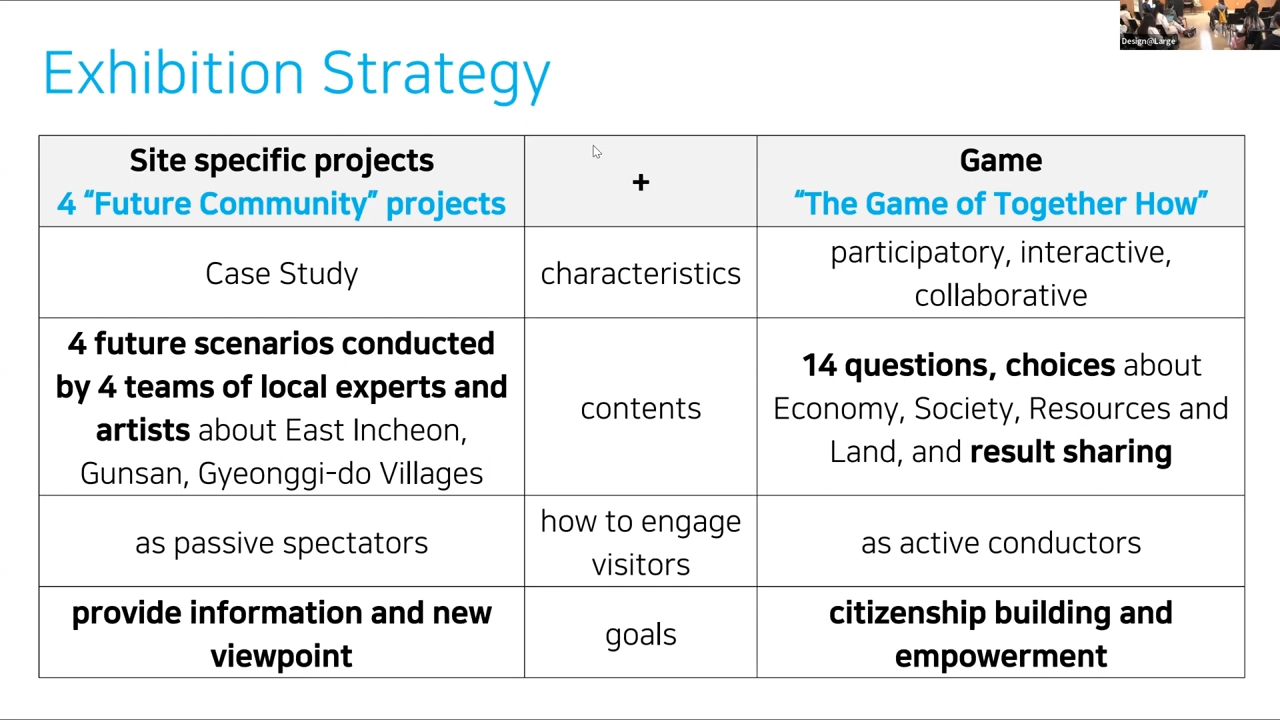 Design@Large
Exhibition Strategy
Site specific projects
4 “Future Community” projects
+
Game
“The Game of Together How”
Case Study
characteristics
participatory, interactive,
collaborative
4 future scenarios conducted
by 4 teams of local experts and
artists about East Incheon,
Gunsan, Gyeonggi-do Villages
contents
14 questions, choices about
Economy, Society, Resources and
Land, and result sharing
as passive spectators
how to engage
visitors
as active conductors
provide information and new
viewpoint
goals
citizenship building and
empowerment